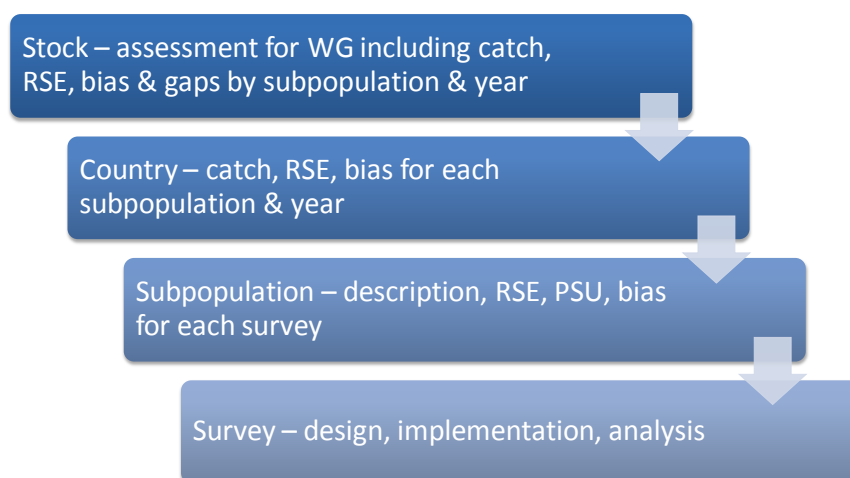 Stock – assessment for WG including catch,
RSE, bias & gaps by subpopulation & year
Country – catch, RSE, bias for each
subpopulation & year
Subpopulation – description, RSE, PSU, bias
for each survey
Survey – design, implementation, analysis